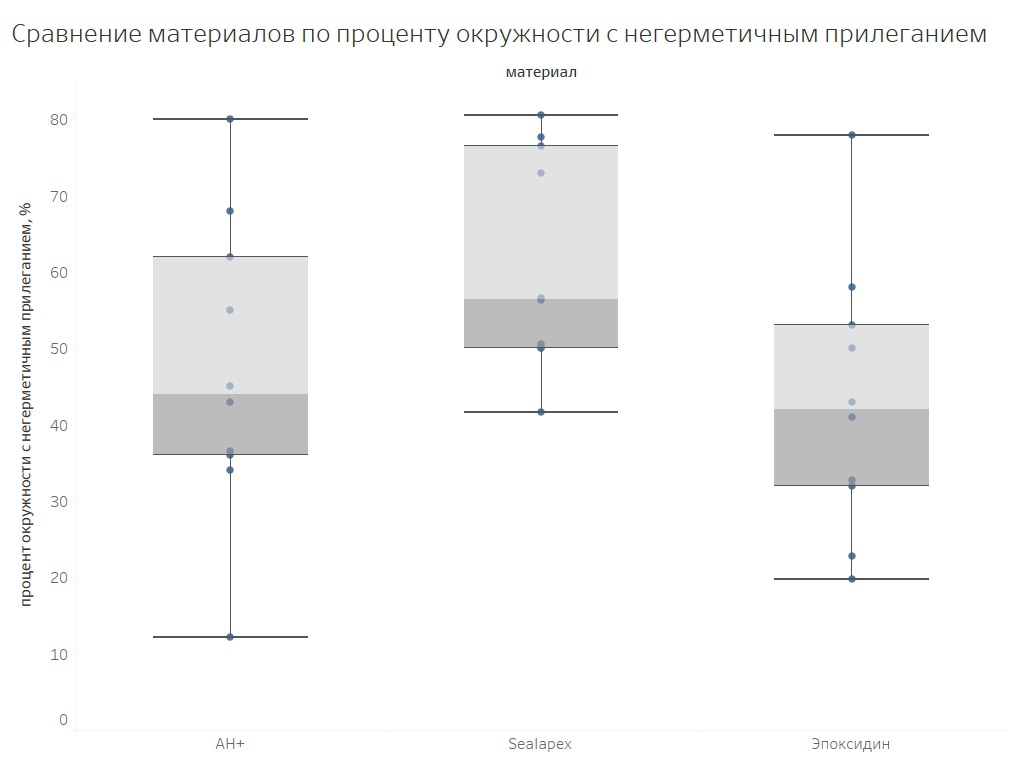 Сравнение материалов по проценту окружности с негерметичным прилеганием
материал
процент окружности с негерметичным прилеганием, %
80
70
60
50
40
30
20
10
0
AH+
Sealapex
Эпоксидин